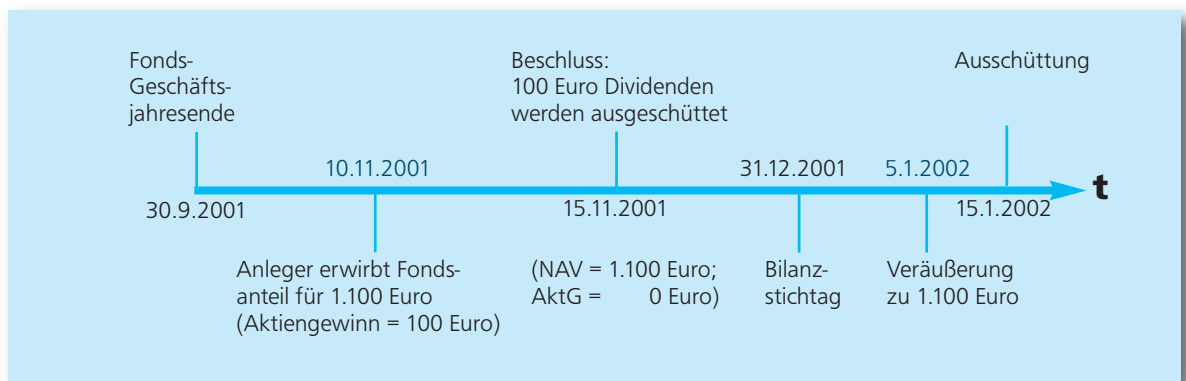 Fonds-
Geschäfts-
jahresende
Beschluss:
100 Euro Dividenden
werden ausgeschüttet
Ausschüttung
10.11.2001
31.12.2001
5.1.2002
t
30.9.2001
15.11.2001
15.1.2002
Anleger erwirbt Fonds-
anteil für 1.100 Euro
(Aktiengewinn = 100 Euro)
(NAV = 1.100 Euro;
AktG = 0 Euro)
Bilanz-
stichtag
Veräußerung
zu 1.100 Euro